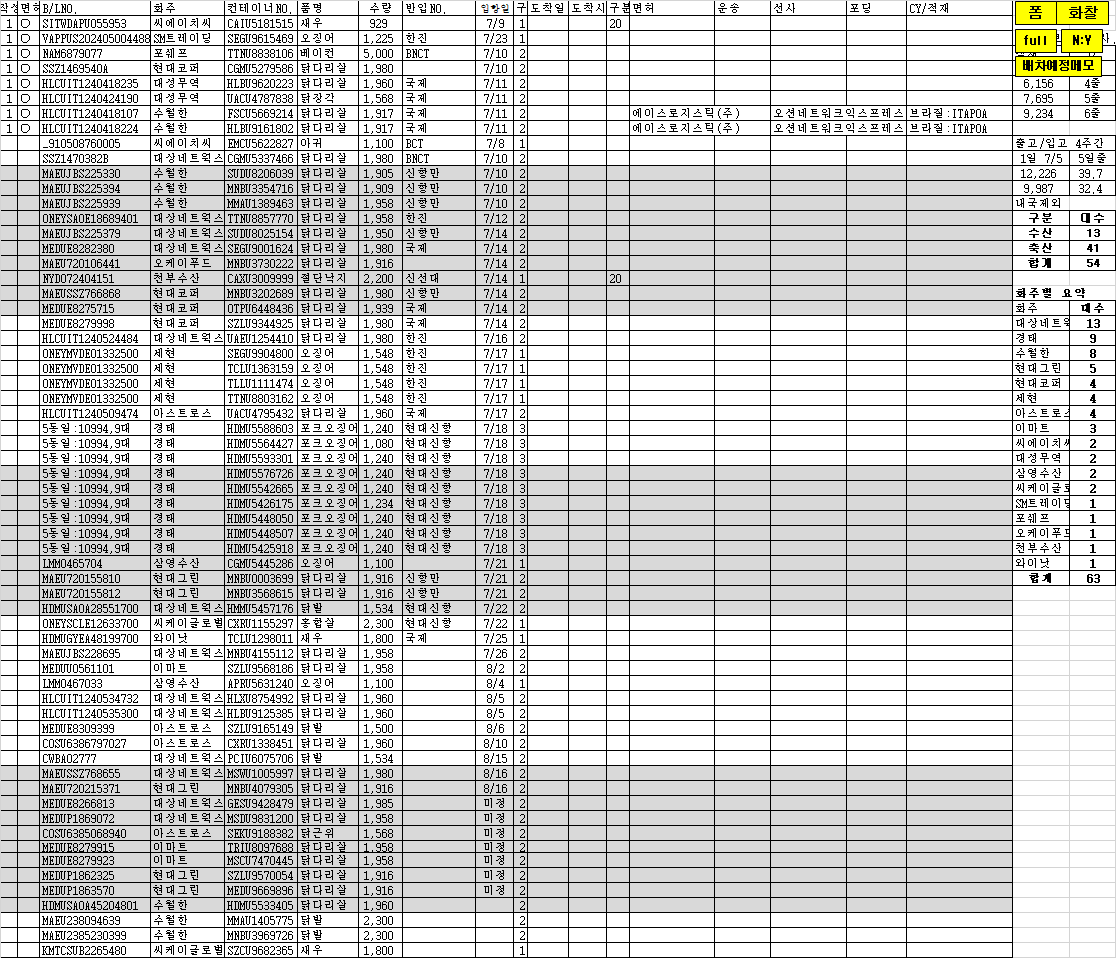 작성 면허 B/LNO. 화주 컨테이너NO. 품명 수량 반입NO. 입항일 구 도착일 도착시 구분 면허 운송 선사 포딩 CY/적재
1 ○ SITWDAPU055953 씨에이치씨 CAIU5181515 새우 929 7/9 1 20
1 ○ VAPPUS202405004488 SM트레이딩 SEGU9615469 오징어 1,225 한진 7/23 1
1 ○ NAM6879077 포쉐프 TTNU8838106 베이컨 5,000 BNCT 7/10 2
1 ○ SSZ1469540A 현대코퍼 CGMU5279586 닭다리살 1,980 7/10 2
1 ○ HLCUIT1240418235 대성무역 HLBU9620223 닭다리살 1,960 국제 7/11 2
1 ○ HLCUIT1240424190 대성무역 UACU4787838 닭장각 1,568 국제 7/11 2
1 ○ HLCUIT1240418107 수월한 FSCU5669214 닭다리살 1,917 국제 7/11 2 에이스로지스틱(주) 오션네트워크익스프레스 브라질:ITAPOA
1 ○ HLCUIT1240418224 수월한 HLBU9161802 닭다리살 1,917 국제 7/11 2 에이스로지스틱(주) 오션네트워크익스프레스 브라질:ITAPOA
_910508760005 씨에이치씨 EMCU5622827 아귀 1,100 BCT 7/8 1
SSZ1470382B 대상네트웍스 CGMU5337466 닭다리살 1,980 BNCT 7/10 2
MAEUJBS225330 수월한 SUDU8206039 닭다리살 1,905 신항만 7/10 2
MAEUJBS225394 수월한 MNBU3354716 닭다리살 1,909 신항만 7/10 2
MAEUJBS225939 수월한 MMAU1389463 닭다리살 1,958 신항만 7/10 2
ONEYSAOE18689401 대상네트웍스 TTNU8857770 닭다리살 1,958 한진 7/12 2
MAEUJBS225379 대상네트웍스 SUDU8025154 닭다리살 1,950 신항만 7/14 2
MEDUE8282380 대상네트웍스 SEGU9001624 닭다리살 1,980 국제 7/14 2
MAEU720106441 오케이푸드 MNBU3730222 닭다리살 1,916 7/14 2
NYD072404151 천부수산 CAXU3009999 절단낙지 2,200 신선대 7/14 1 20
MAEUSSZ766868 현대코퍼 MNBU3202689 닭다리살 1,980 신항만 7/14 2
MEDUE8275715 현대코퍼 OTPU6448436 닭다리살 1,939 국제 7/14 2
MEDUE8279998 현대코퍼 SZLU9344925 닭다리살 1,980 국제 7/14 2
HLCUIT1240524484 대상네트웍스 UAEU1254410 닭다리살 1,980 한진 7/16 2
ONEYMVDE01332500 세현 SEGU9904800 오징어 1,548 한진 7/17 1
ONEYMVDE01332500 세현 TCLU1363159 오징어 1,548 한진 7/17 1
ONEYMVDE01332500 세현 TLLU1111474 오징어 1,548 한진 7/17 1
ONEYMVDE01332500 세현 TTNU8803162 오징어 1,548 한진 7/17 1
HLCUIT1240509474 아스트로스 UACU4795432 닭다리살 1,960 국제 7/17 2
5동일:10994,9대 경태 HDMU5588603 포크오징어 1,240 현대신항 7/18 3
5동일:10994,9대 경태 HDMU5564427 포크오징어 1,080 현대신항 7/18 3
5동일:10994,9대 경태 HDMU5593301 포크오징어 1,240 현대신항 7/18 3
5동일:10994,9대 경태 HDMU5576726 포크오징어 1,240 현대신항 7/18 3
5동일:10994,9대 경태 HDMU5542665 포크오징어 1,240 현대신항 7/18 3
5동일:10994,9대 경태 HDMU5426175 포크오징어 1,234 현대신항 7/18 3
5동일:10994,9대 경태 HDMU5448050 포크오징어 1,240 현대신항 7/18 3
5동일:10994,9대 경태 HDMU5448507 포크오징어 1,240 현대신항 7/18 3
5동일:10994,9대 경태 HDMU5425918 포크오징어 1,240 현대신항 7/18 3
LMM0465704 삼영수산 CGMU5445286 오징어 1,100 7/21 1
MAEU720155810 현대그린 MNBU0003699 닭다리살 1,916 신항만 7/21 2
MAEU720155812 현대그린 MNBU3568615 닭다리살 1,916 신항만 7/21 2
HDMUSAOA28551700 대상네트웍스 HMMU5457176 닭발 1,534 현대신항 7/22 2
ONEYSCLE12633700 씨케이글로벌 CXRU1155297 홍합살 2,300 현대신항 7/22 1
HDMUGYEA48199700 와이낫 TCLU1298011 새우 1,800 국제 7/25 1
MAEUJBS228695 대상네트웍스 MNBU4155112 닭다리살 1,958 7/26 2
MEDUU0561101 이마트 SZLU9568186 닭다리살 1,958 8/2 2
LMM0467033 삼영수산 APRU5631240 오징어 1,100 8/4 1
HLCUIT1240534732 대상네트웍스 HLXU8754992 닭다리살 1,960 8/5 2
HLCUIT1240535300 대상네트웍스 HLBU9125385 닭다리살 1,960 8/5 2
MEDUE8309399 아스트로스 SZLU9165149 닭발 1,500 8/6 2
COSU6386797027 아스트로스 CXRU1338451 닭다리살 1,960 8/10 2
CWBA02777 대상네트웍스 PCIU6075706 닭발 1,534 8/15 2
MAEUSSZ768655 대상네트웍스 MSWU1005997 닭다리살 1,980 8/16 2
MAEU720215371 현대그린 MNBU4079305 닭다리살 1,916 8/16 2
MEDUE8266813 대상네트웍스 GESU9428479 닭다리살 1,985 미정 2
MEDUP1869072 대상네트웍스 MSDU9831200 닭다리살 1,958 미정 2
COSU6385068940 아스트로스 SEKU9188382 닭근위 1,568 미정 2
MEDUE8279915 이마트 TRIU8097688 닭다리살 1,958 미정 2
MEDUE8279923 이마트 MSCU7470445 닭다리살 1,958 미정 2
MEDUP1862325 현대그린 SZLU9570054 닭다리살 1,916 미정 2
MEDUP1863570 현대그린 MEDU9669896 닭다리살 1,916 미정 2
HDMUSAOA45204801 수월한 HDMU5533405 닭다리살 1,960 2
MAEU238094639 수월한 MMAU1405775 닭발 2,300 2
MAEU2385230399 수월한 MNBU3969726 닭발 2,300 2
KMTCSUB2265480 씨케이글로벌 SZCU9682365 새우 1,800 1
폼 화찰
full N:Y
배차예정메모
6,156 4줄
7,695 5줄
9,234 6줄
출고/입고 4주간
1일 7/5 5일줄
12,226 39.7
9,987 32.4
내국제외
구분 대수
수산 13
축산 41
합계 54
화주별 요약
화주 대수
대상네트웍 13
경태 9
수월한 8
현대그린 5
현대코퍼 4
세현 4
아스트로스 4
이마트 3
씨에이치씨 2
대성무역 2
삼영수산 2
씨케이글로 2
SM트레이딩 1
포쉐프 1
오케이푸드 1
천부수산 1
와이낫 1
합계 63